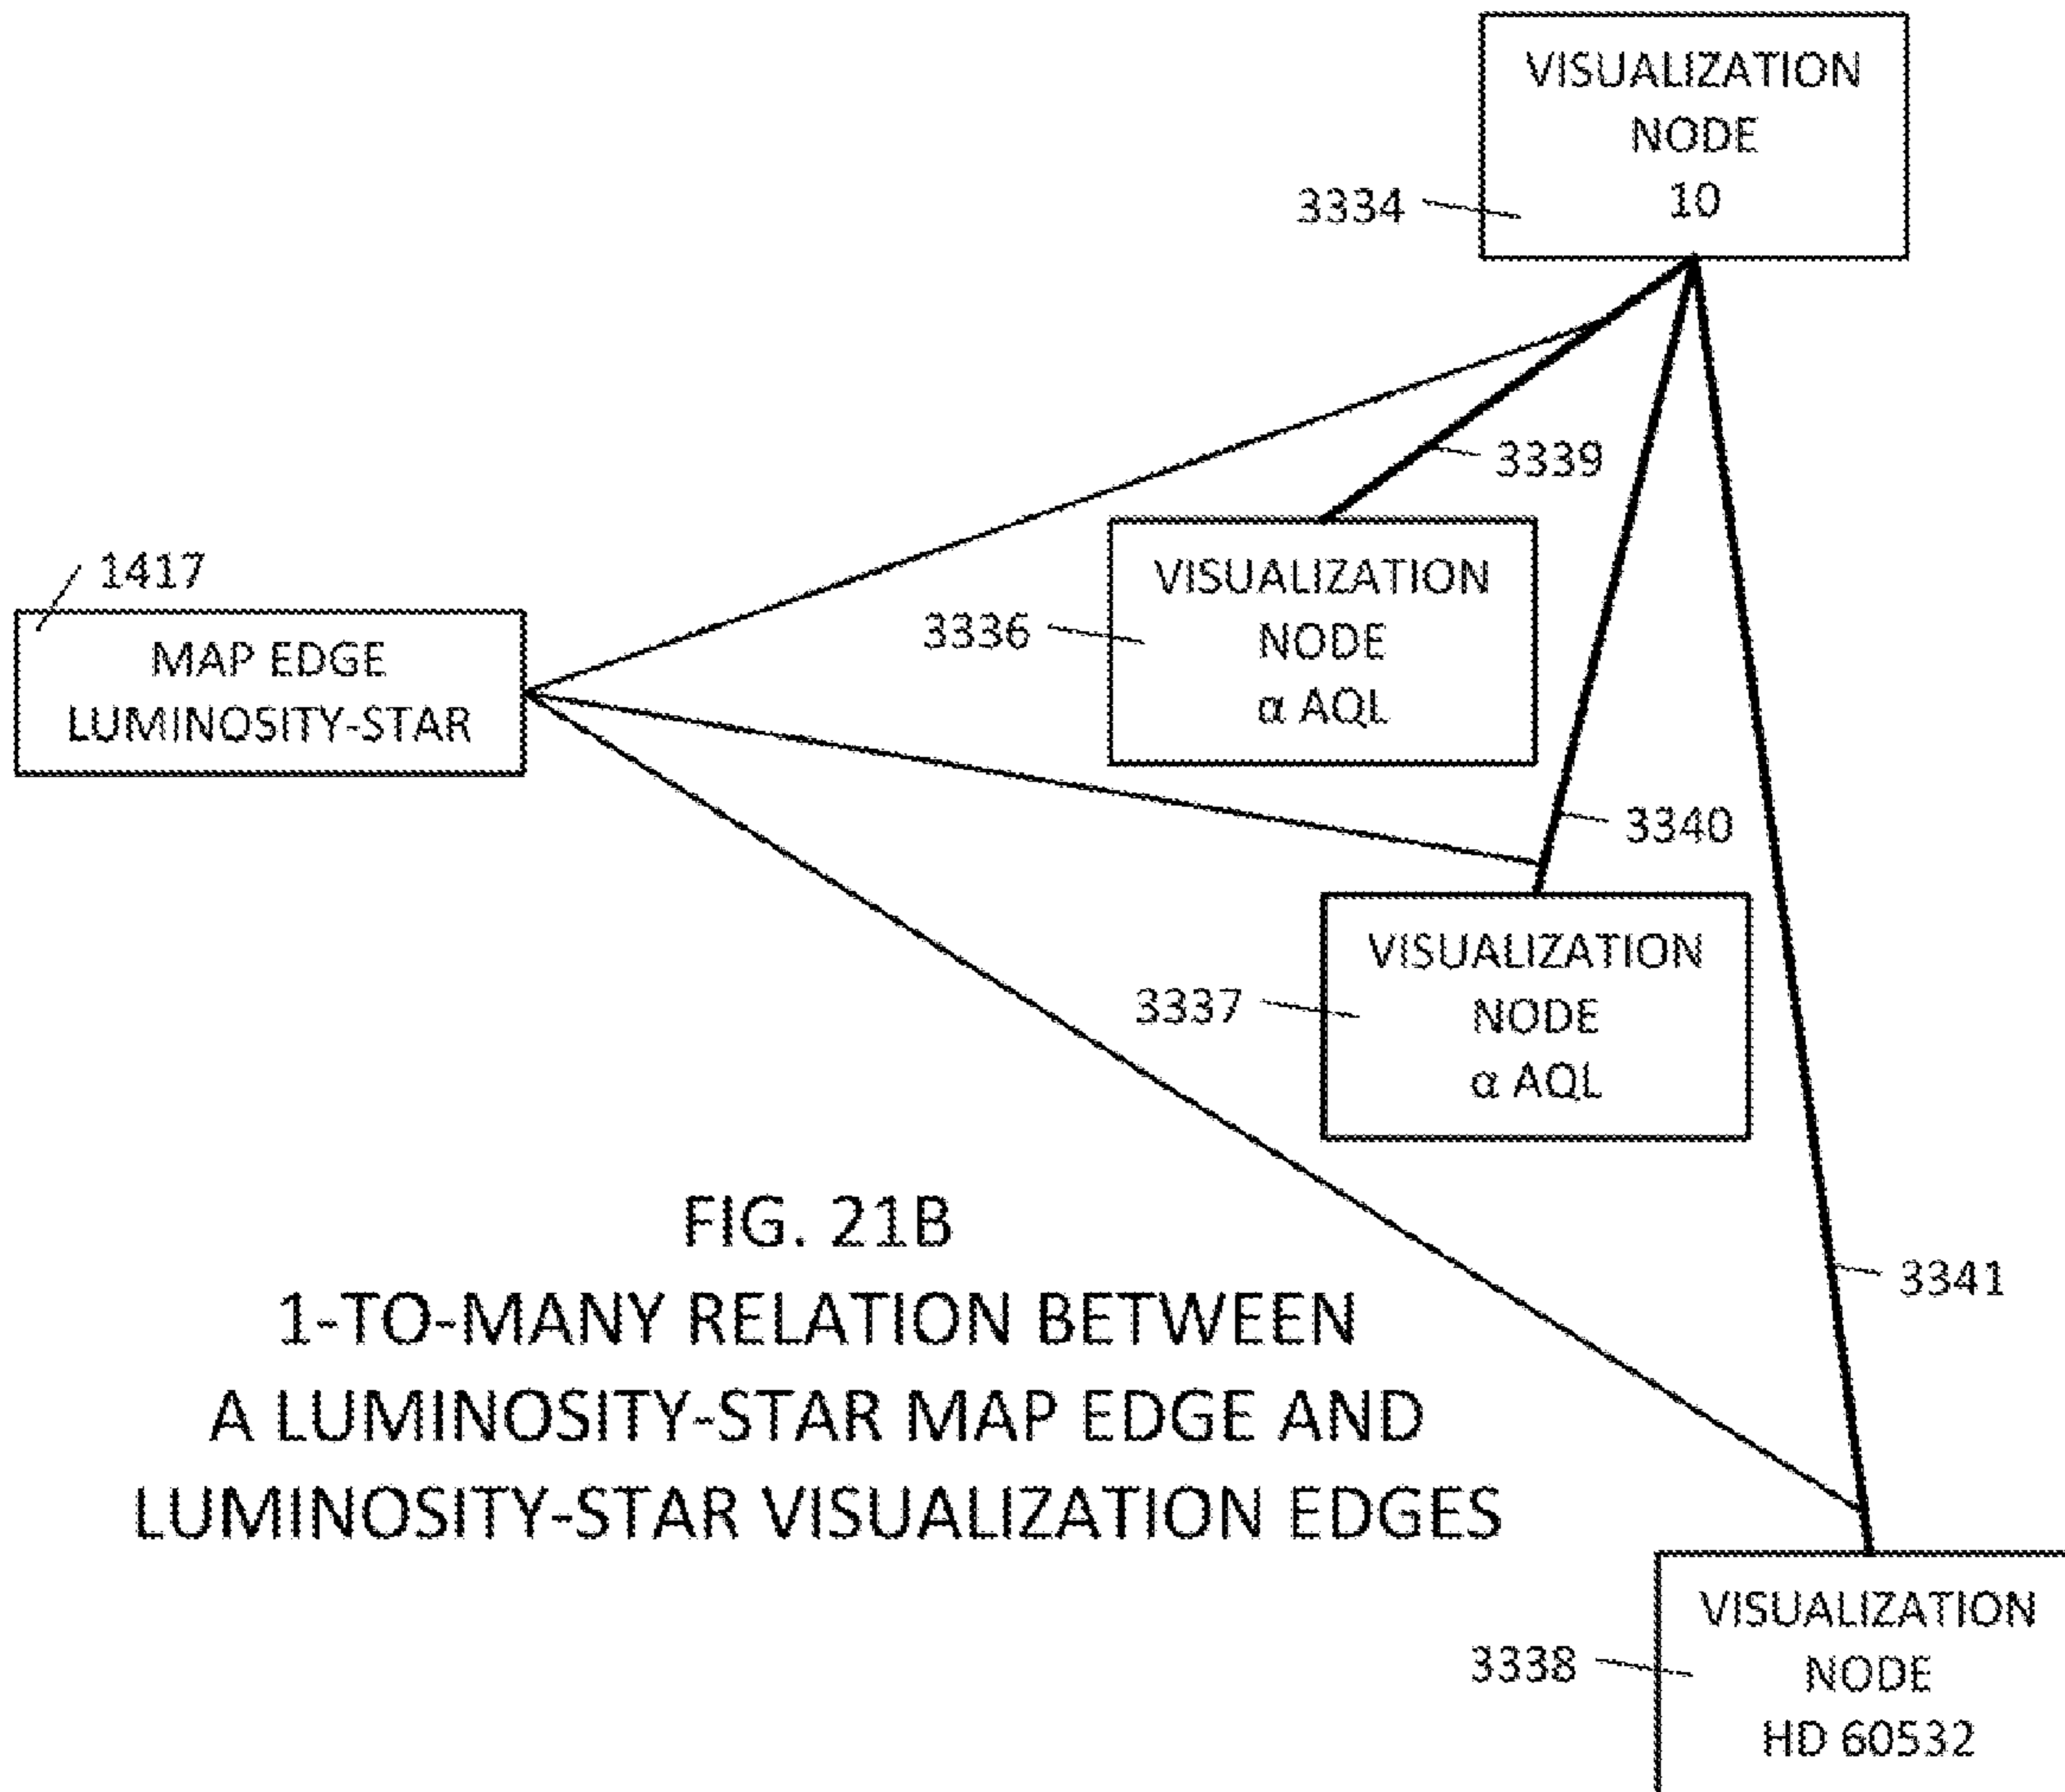 VISUALIZATION
NODE
10
3334
3339
1417
MAP EDGE
LUMINOSITY-STAR
VISUALIZATION
NODE
α AQL
3336
3340
VISUALIZATION
NODE
α AQL
3337
FIG. 21B
1-TO-MANY RELATION BETWEEN
A LUMINOSITY-STAR MAP EDGE AND
LUMINOSITY-STAR VISUALIZATION EDGES
3341
VISUALIZATION
NODE
HD 60532
3338